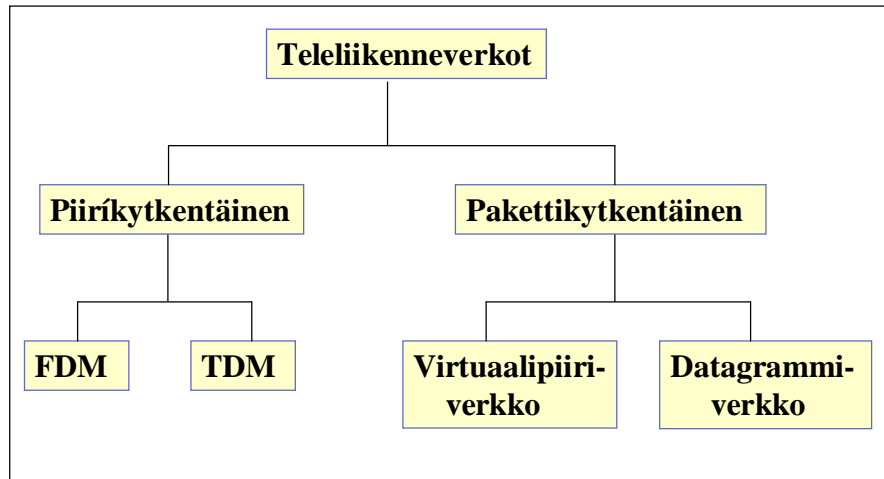 Teleliikenneverkot
Piiríkytkentäinen
Pakettikytkentäinen
FDM
TDM
Virtuaalipiiri-
verkko
Datagrammi-
verkko